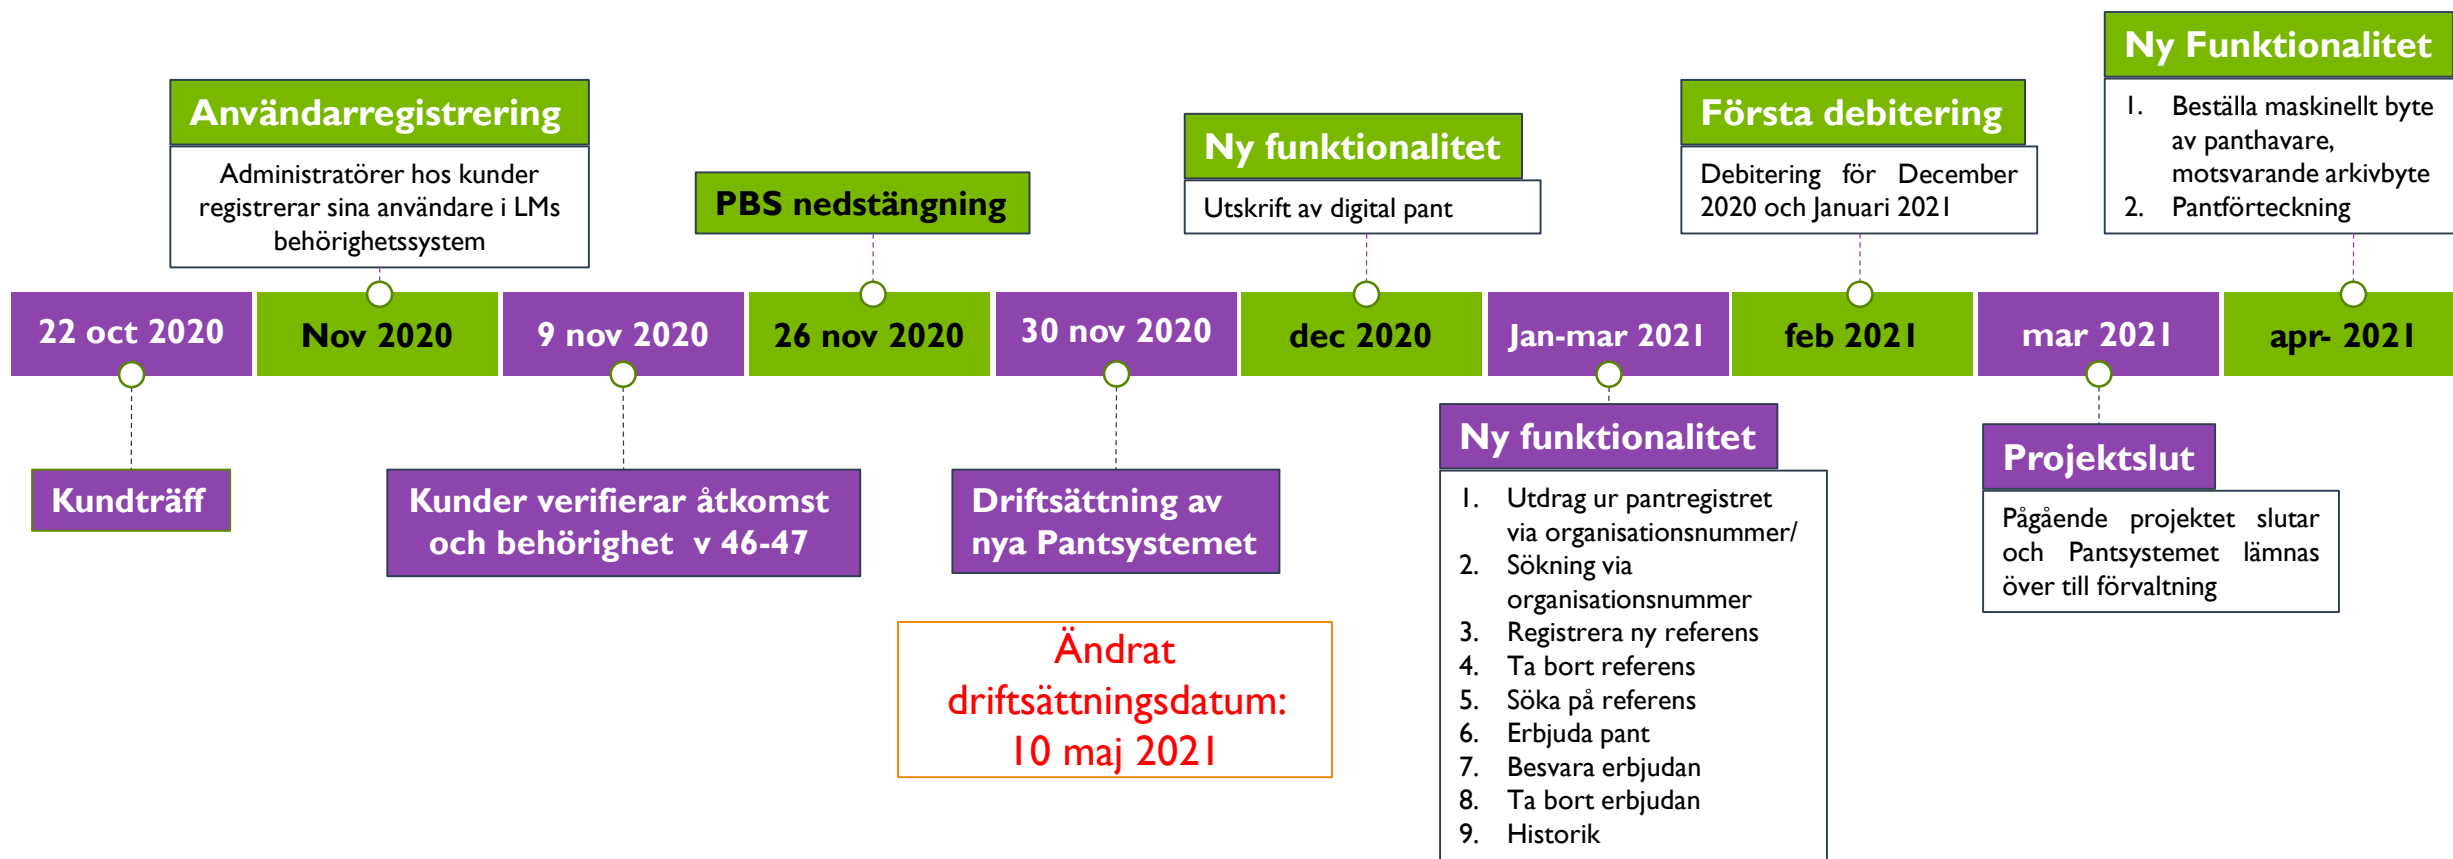 Användarregistrering
Administratörer hos kunder
registrerar sina användare i LMs
behörighetssystem
PBS nedstängning
Ny funktionalitet
Utskrift av digital pant
Första debitering
Debitering för December
2020 och Januari 2021
Ny Funktionalitet
1. Beställa maskinellt byte
av panthavare,
motsvarande arkivbyte
2. Pantförteckning
22 oct 2020
Nov 2020
9 nov 2020
26 nov 2020
30 nov 2020
dec 2020
Jan-mar 2021
feb 2021
mar 2021
apr- 2021
Kundträff
Kunder verifierar åtkomst
och behörighet v 46-47
Driftsättning av
nya Pantsystemet
Ändrat
driftsättningsdatum:
10 maj 2021
Ny funktionalitet
1. Utdrag ur pantregistret
via organisationsnummer/
2. Sökning via
organisationsnummer
3. Registrera ny referens
4. Ta bort referens
5. Söka på referens
6. Erbjuda pant
7. Besvara erbjudan
8. Ta bort erbjudan
9. Historik
Projektslut
Pågående projektet slutar
och Pantsystemet lämnas
över till förvaltning